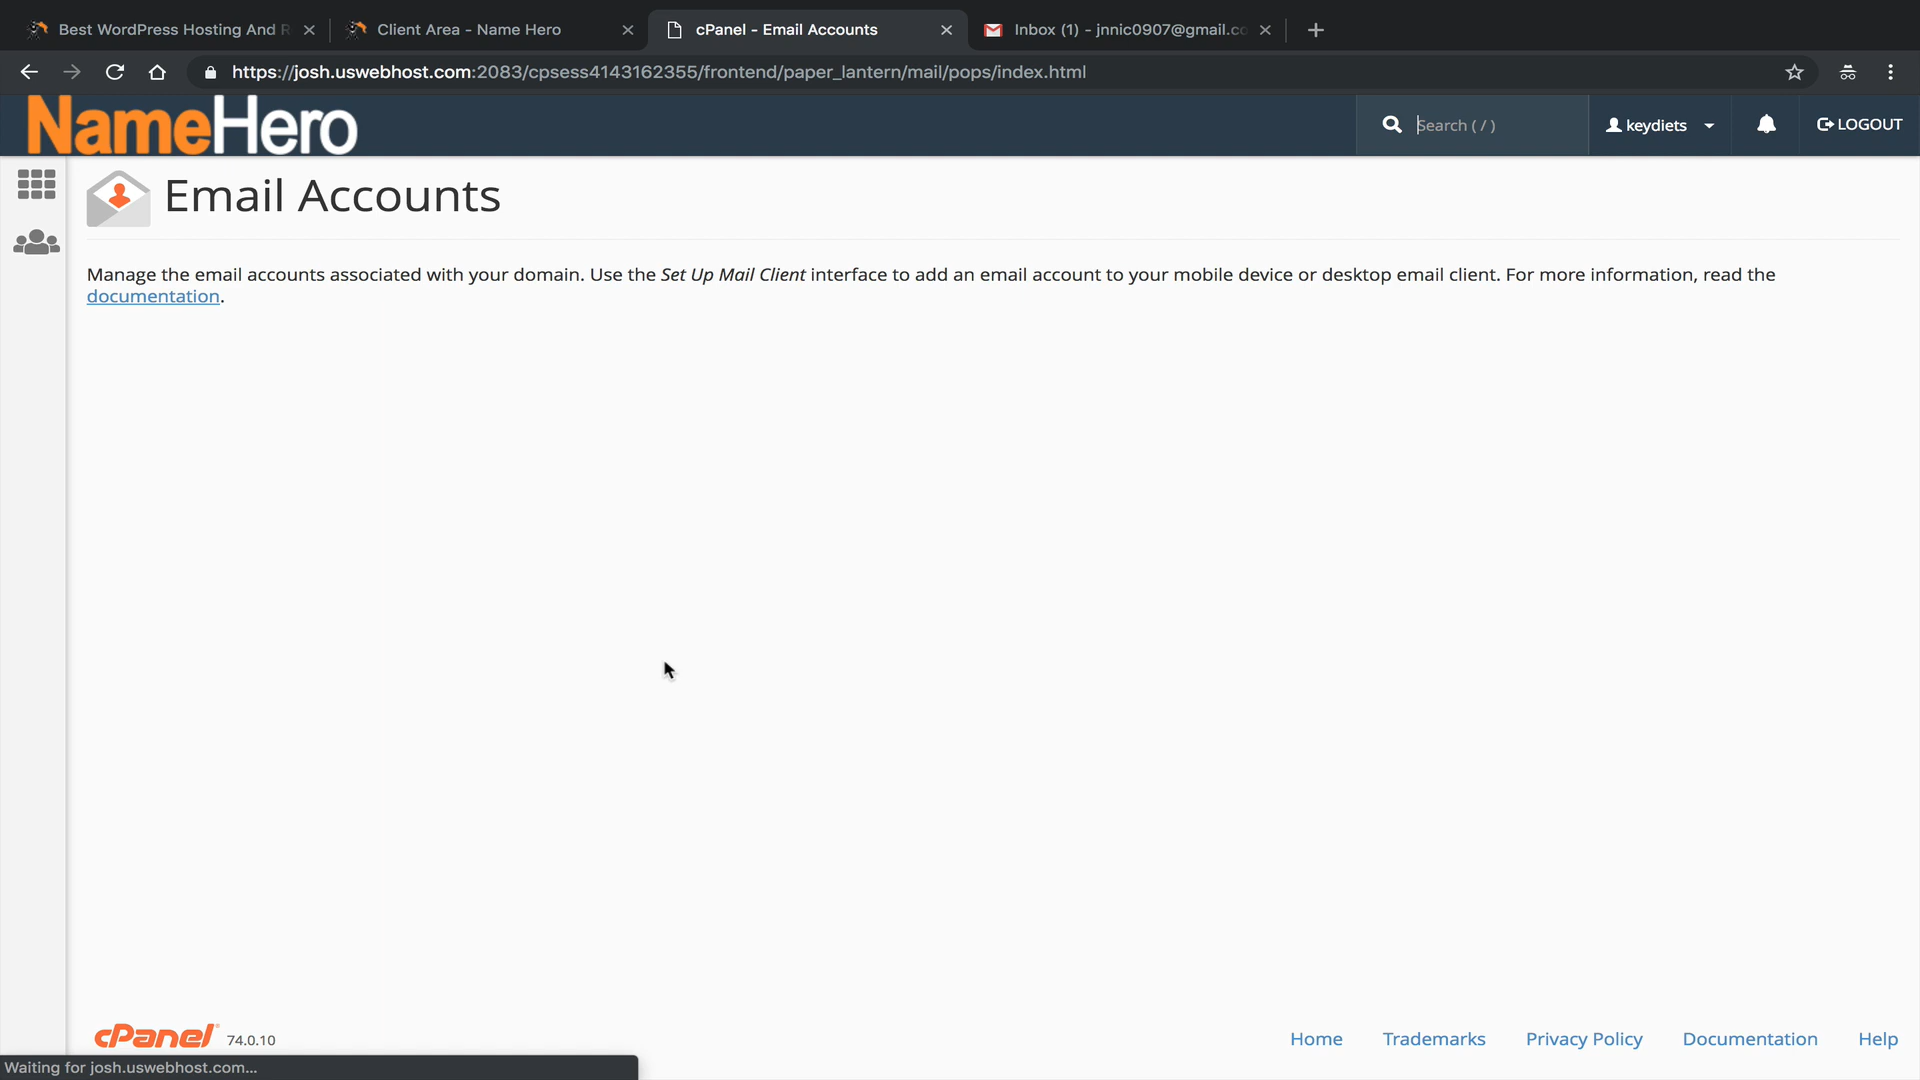 Best WordPress Hosting And R
Client Area - Name Hero
cPanel - Email Accounts
Inbox (1) - jnnic0907@gmail.co
https://josh.uswebhost.com:2083/cpsess4143162355/frontend/paper_lantern/mail/pops/index.html
NameHero
Search ( / )
keydiets
LOGOUT
Email Accounts
Manage the email accounts associated with your domain. Use the Set Up Mail Client interface to add an email account to your mobile device or desktop email client. For more information, read the
documentation.
cPanel 74.0.10
Home
Trademarks
Privacy Policy
Documentation
Help
Waiting for josh.uswebhost.com...